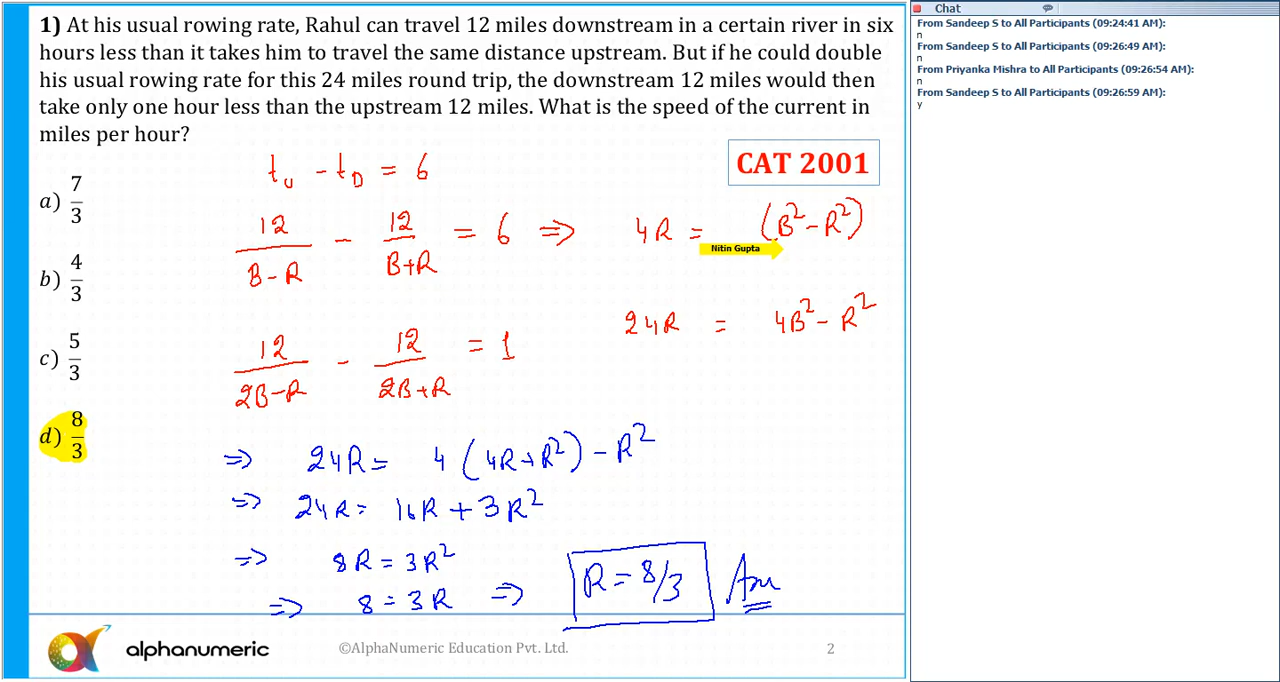 1) At his usual rowing rate, Rahul can travel 12 miles downstream in a certain river in six
hours less than it takes him to travel the same distance upstream. But if he could double
his usual rowing rate for this 24 miles round trip, the downstream 12 miles would then
take only one hour less than the upstream 12 miles. What is the speed of the current in
miles per hour?
CAT 2001
a) 7/3
b) 4/3
c) 5/3
d) 8/3
t_U - t_D = 6
12/(B-R) - 12/(B+R) = 6 ⇒ 4R = (B² - R²)
Nitin Gupta
24R = 4B² - R²
12/(2B-R) - 12/(2B+R) = 1
⇒ 24R = 4(4R+R²) - R²
⇒ 24R = 16R + 3R²
⇒ 8R = 3R²
⇒ 8 = 3R ⇒ R = 8/3 Ans
alphanumeric
©AlphaNumeric Education Pvt. Ltd.
2
Chat
From Sandeep S to All Participants (09:24:41 AM):
n
From Sandeep S to All Participants (09:26:49 AM):
n
From Priyanka Mishra to All Participants (09:26:54 AM):
n
From Sandeep S to All Participants (09:26:59 AM):
y